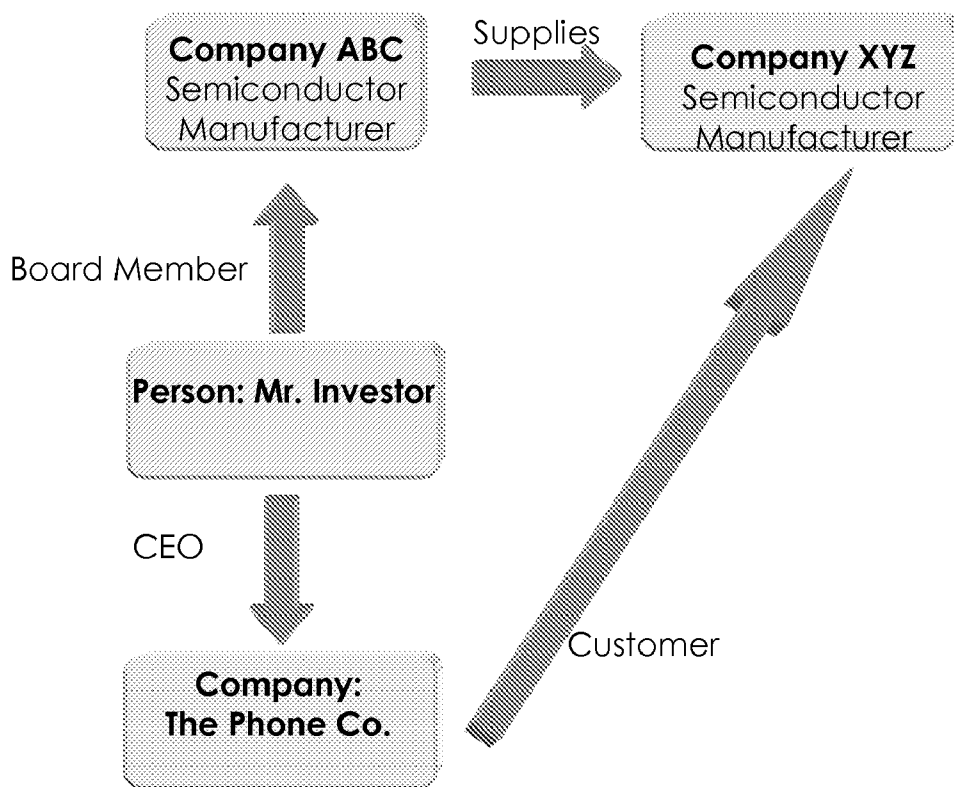 Supplies
Company ABC
Semiconductor
Manufacturer
Company XYZ
Semiconductor
Manufacturer
Board Member
Person: Mr. Investor
CEO
Customer
Company:
The Phone Co.